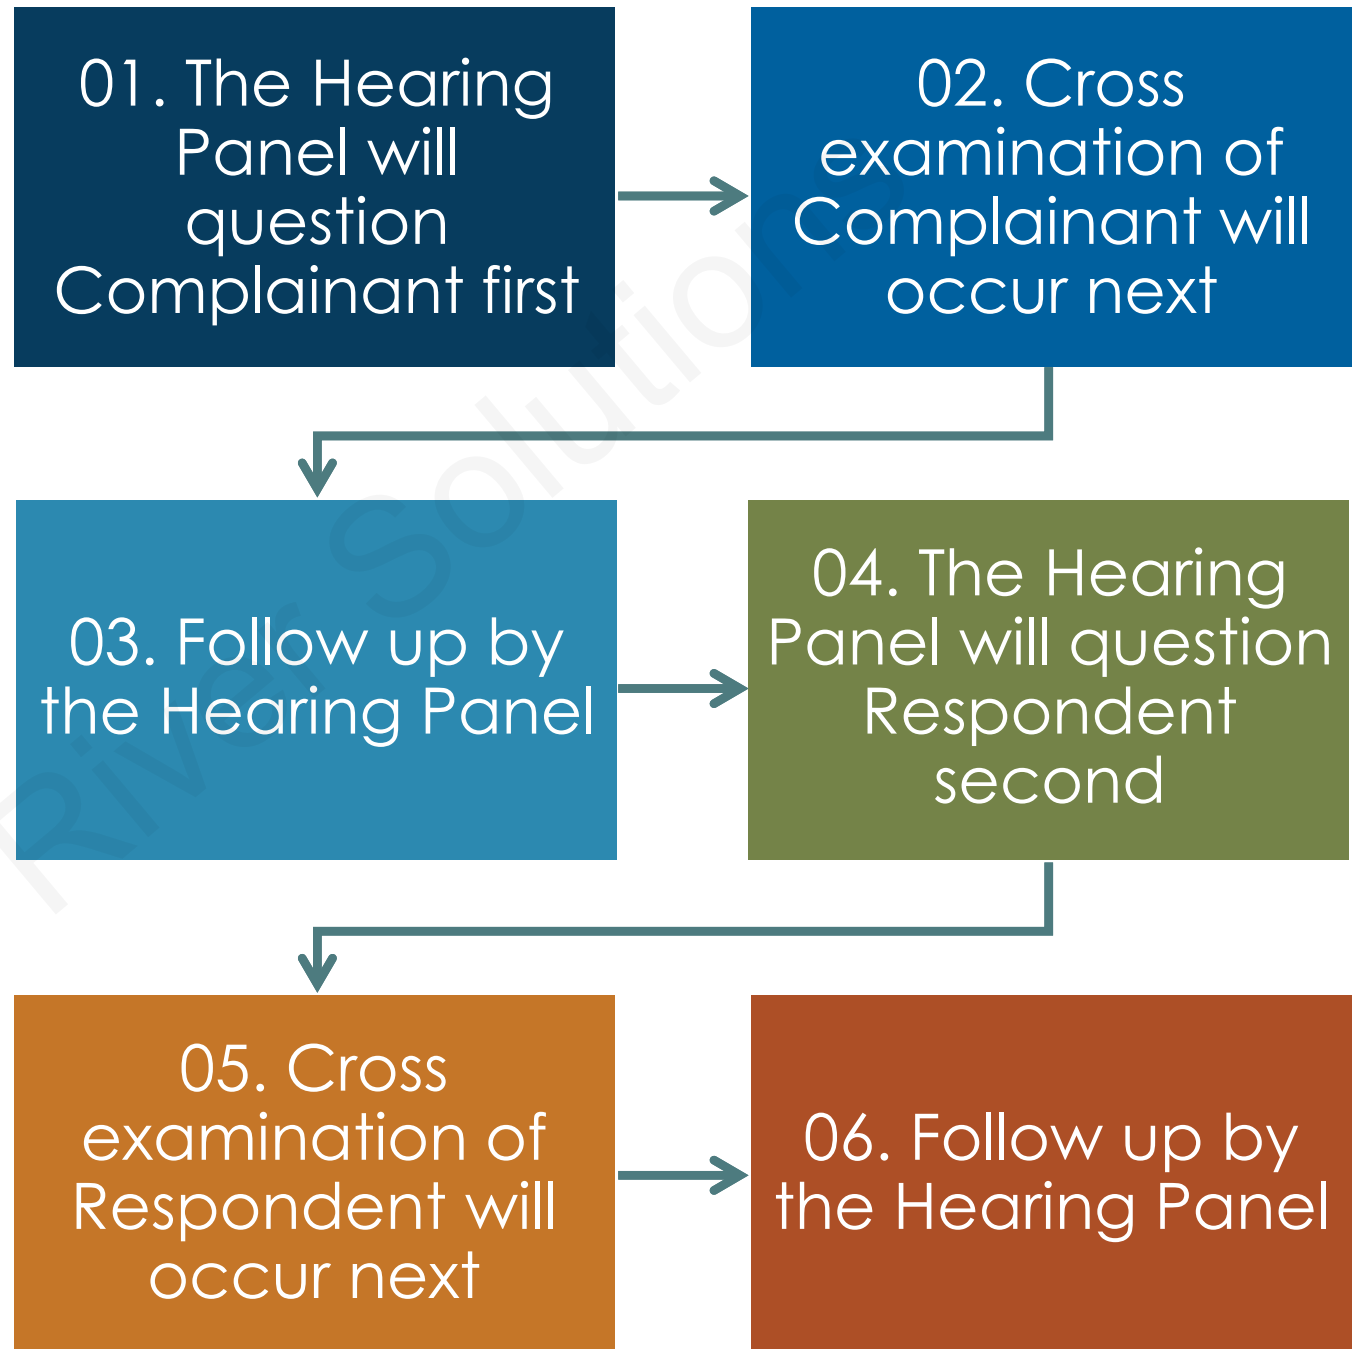 01. The Hearing
Panel will
question
Complainant first
02. Cross
examination of
Complainant will
occur next
03. Follow up by
the Hearing Panel
04. The Hearing
Panel will question
Respondent
second
05. Cross
examination of
Respondent will
occur next
06. Follow up by
the Hearing Panel
River Solutions